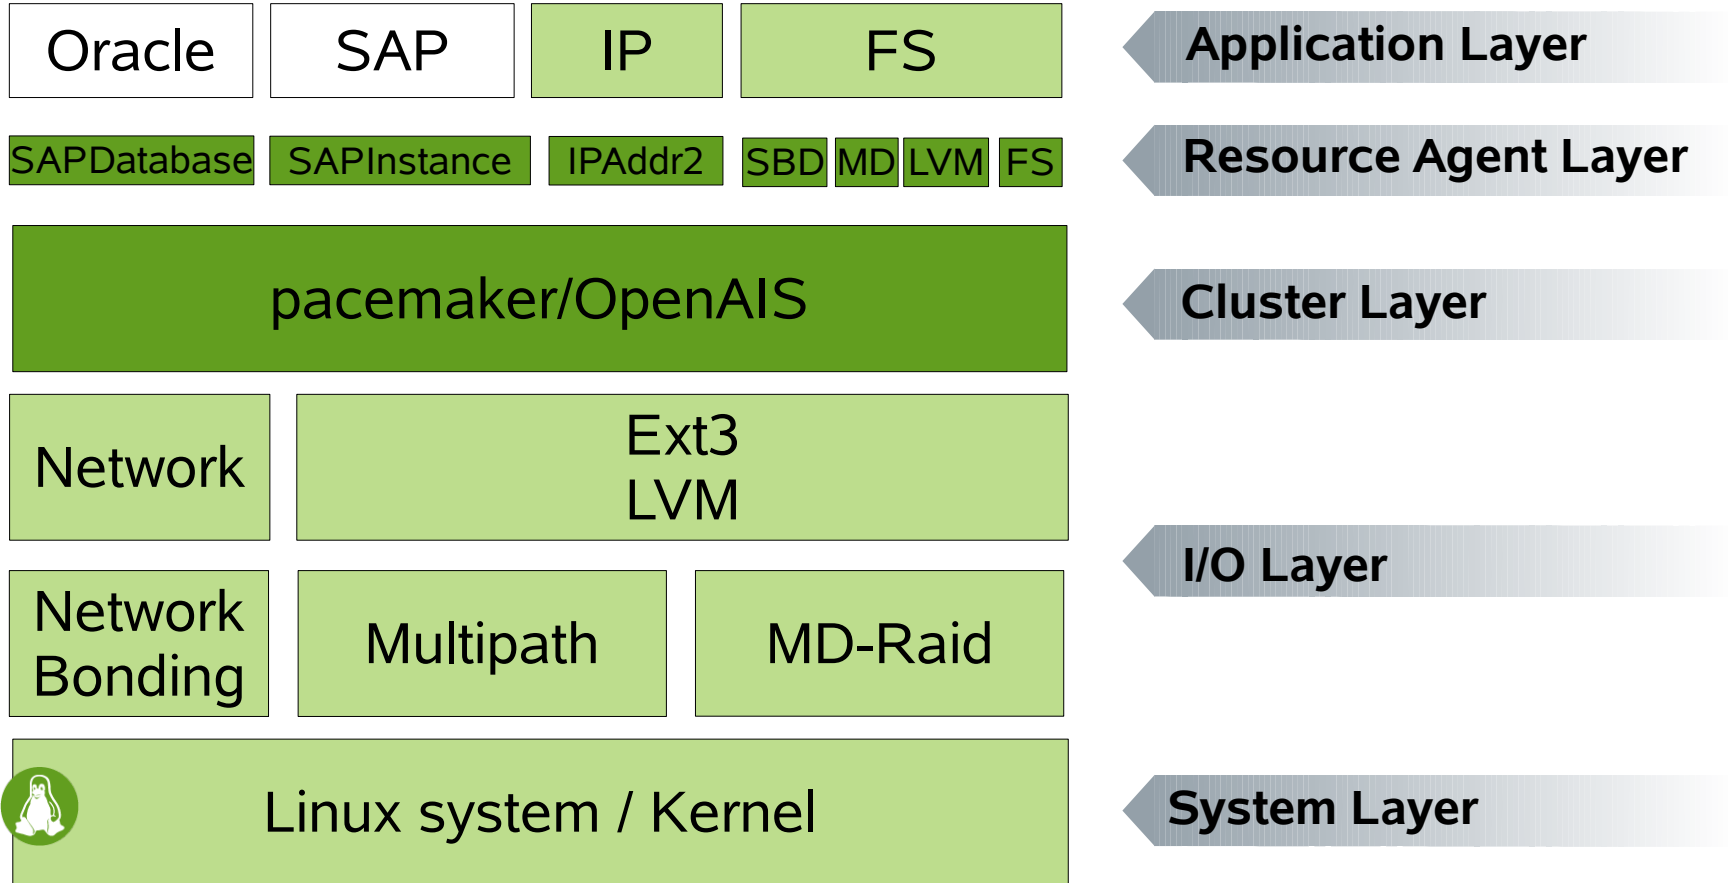 Oracle SAP IP FS Application Layer
SAPDatabase SAPInstance IPAddr2 SBD MD LVM FS Resource Agent Layer
pacemaker/OpenAIS Cluster Layer
Network
Ext3
LVM
I/O Layer
Network
Bonding
Multipath
MD-Raid
Linux system / Kernel System Layer